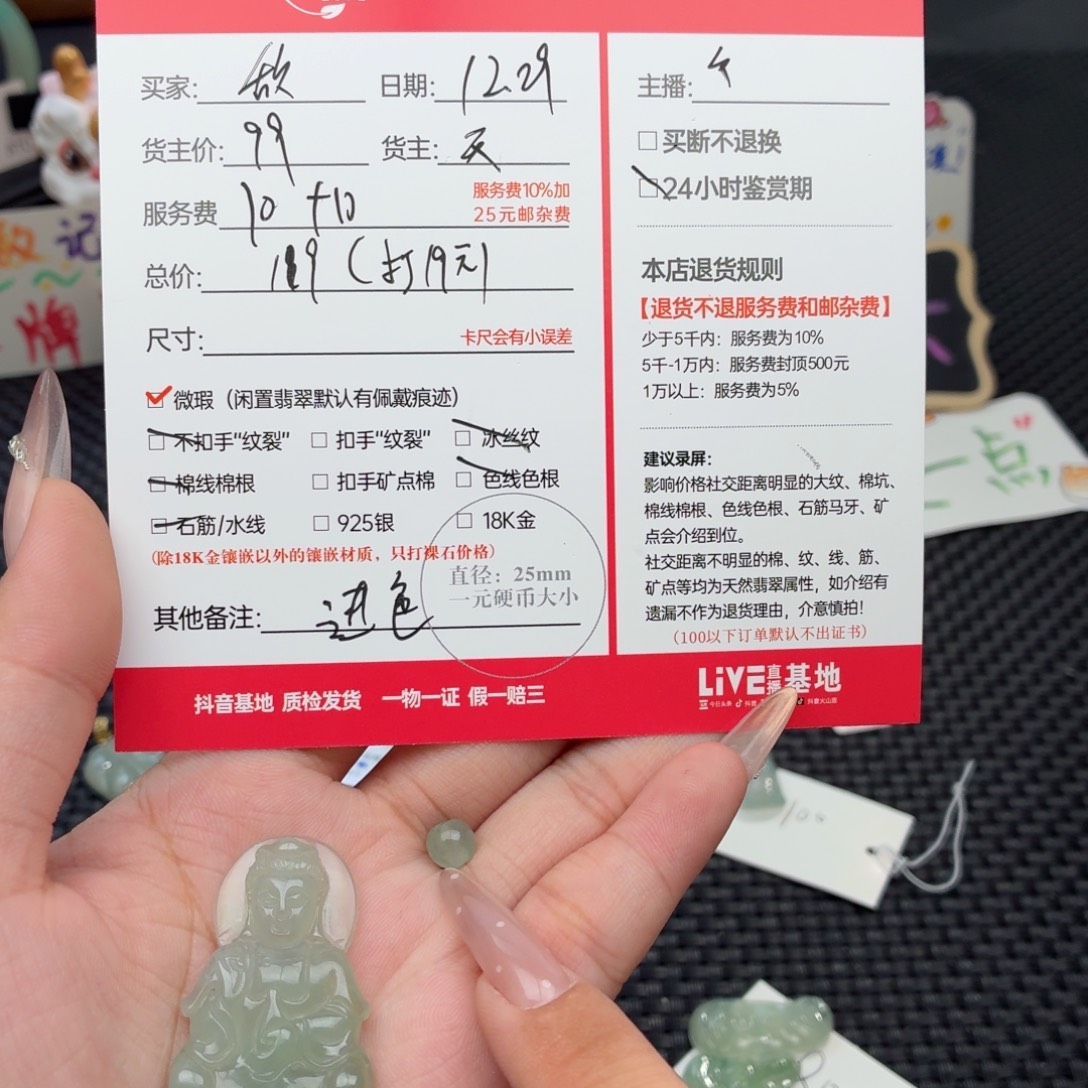 买家: 日期: 12.29
货主价: 99 货主: 天
服务费 10 +10 服务费10%加
25元邮杂费
总价: 119 (打19元)
尺寸: 卡尺会有小误差
微瑕（闲置翡翠默认有佩戴痕迹）
不扣手"纹裂" 扣手"纹裂" 冰丝纹
棉线棉根 扣手矿点棉 色线色根
石筋/水线 925银 18K金
(除18K金镶嵌以外的镶嵌材质，只打裸石价格)
直径：25mm
一元硬币大小
其他备注: 进色
主播:
买断不退换
24小时鉴赏期
本店退货规则
【退货不退服务费和邮杂费】
少于5千内：服务费为10%
5千-1万内：服务费封顶500元
1万以上：服务费为5%
建议录屏：
影响价格社交距离明显的大纹、棉坑、
棉线棉根、色线色根、石筋马牙、矿
点会介绍到位。
社交距离不明显的棉、纹、线、筋、
矿点等均为天然翡翠属性，如介绍有
遗漏不作为退货理由，介意慎拍！
（100以下订单默认不出证书）
抖音基地 质检发货 一物一证 假一赔三
LiVE直播基地
今日头条 抖音 抖音火山版
记
牌
100